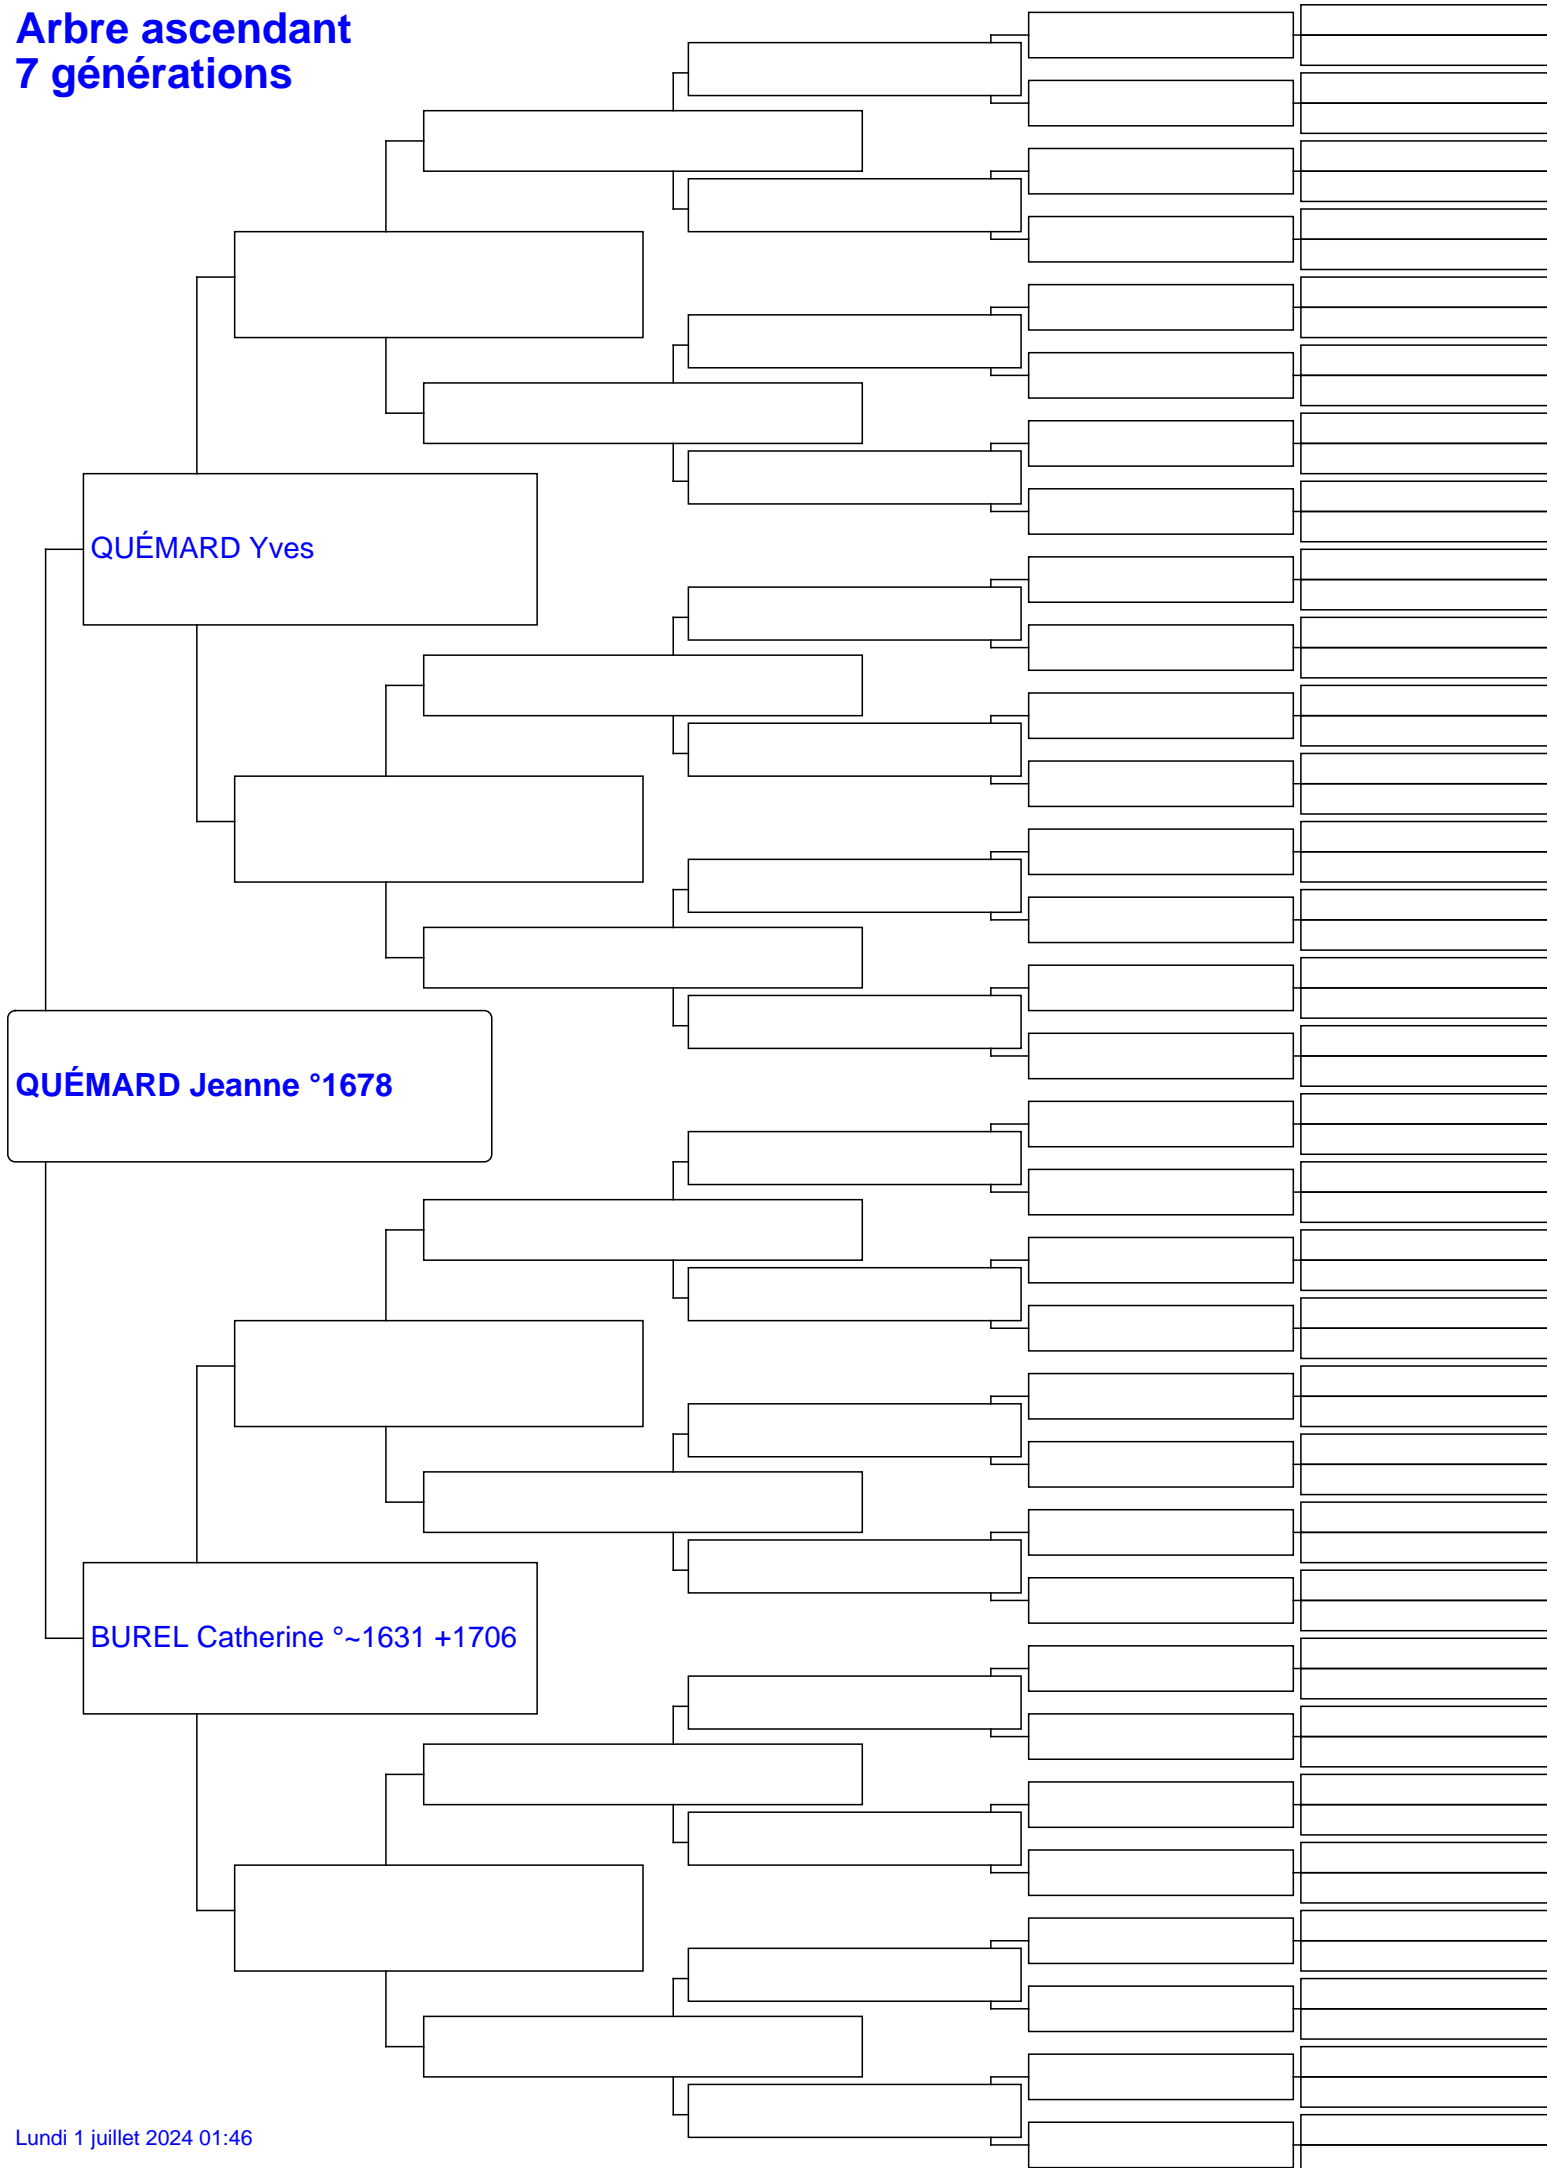 Arbre ascendant
7 générations
QUÉMARD Yves
QUÉMARD Jeanne °1678
BUREL Catherine °~1631 +1706
Lundi 1 juillet 2024 01:46